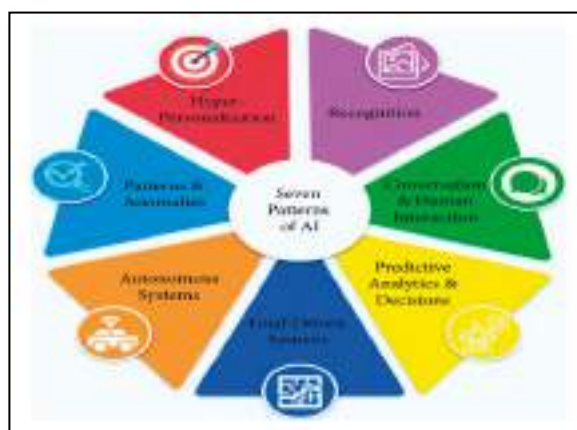 Hyper-
Personalization
Recognition
Patterns &
Anomalies
Seven
Patterns
of AI
Conversation
& Human
Interaction
Autonomous
Systems
Predictive
Analytics &
Decisions
Goal-Driven
Systems